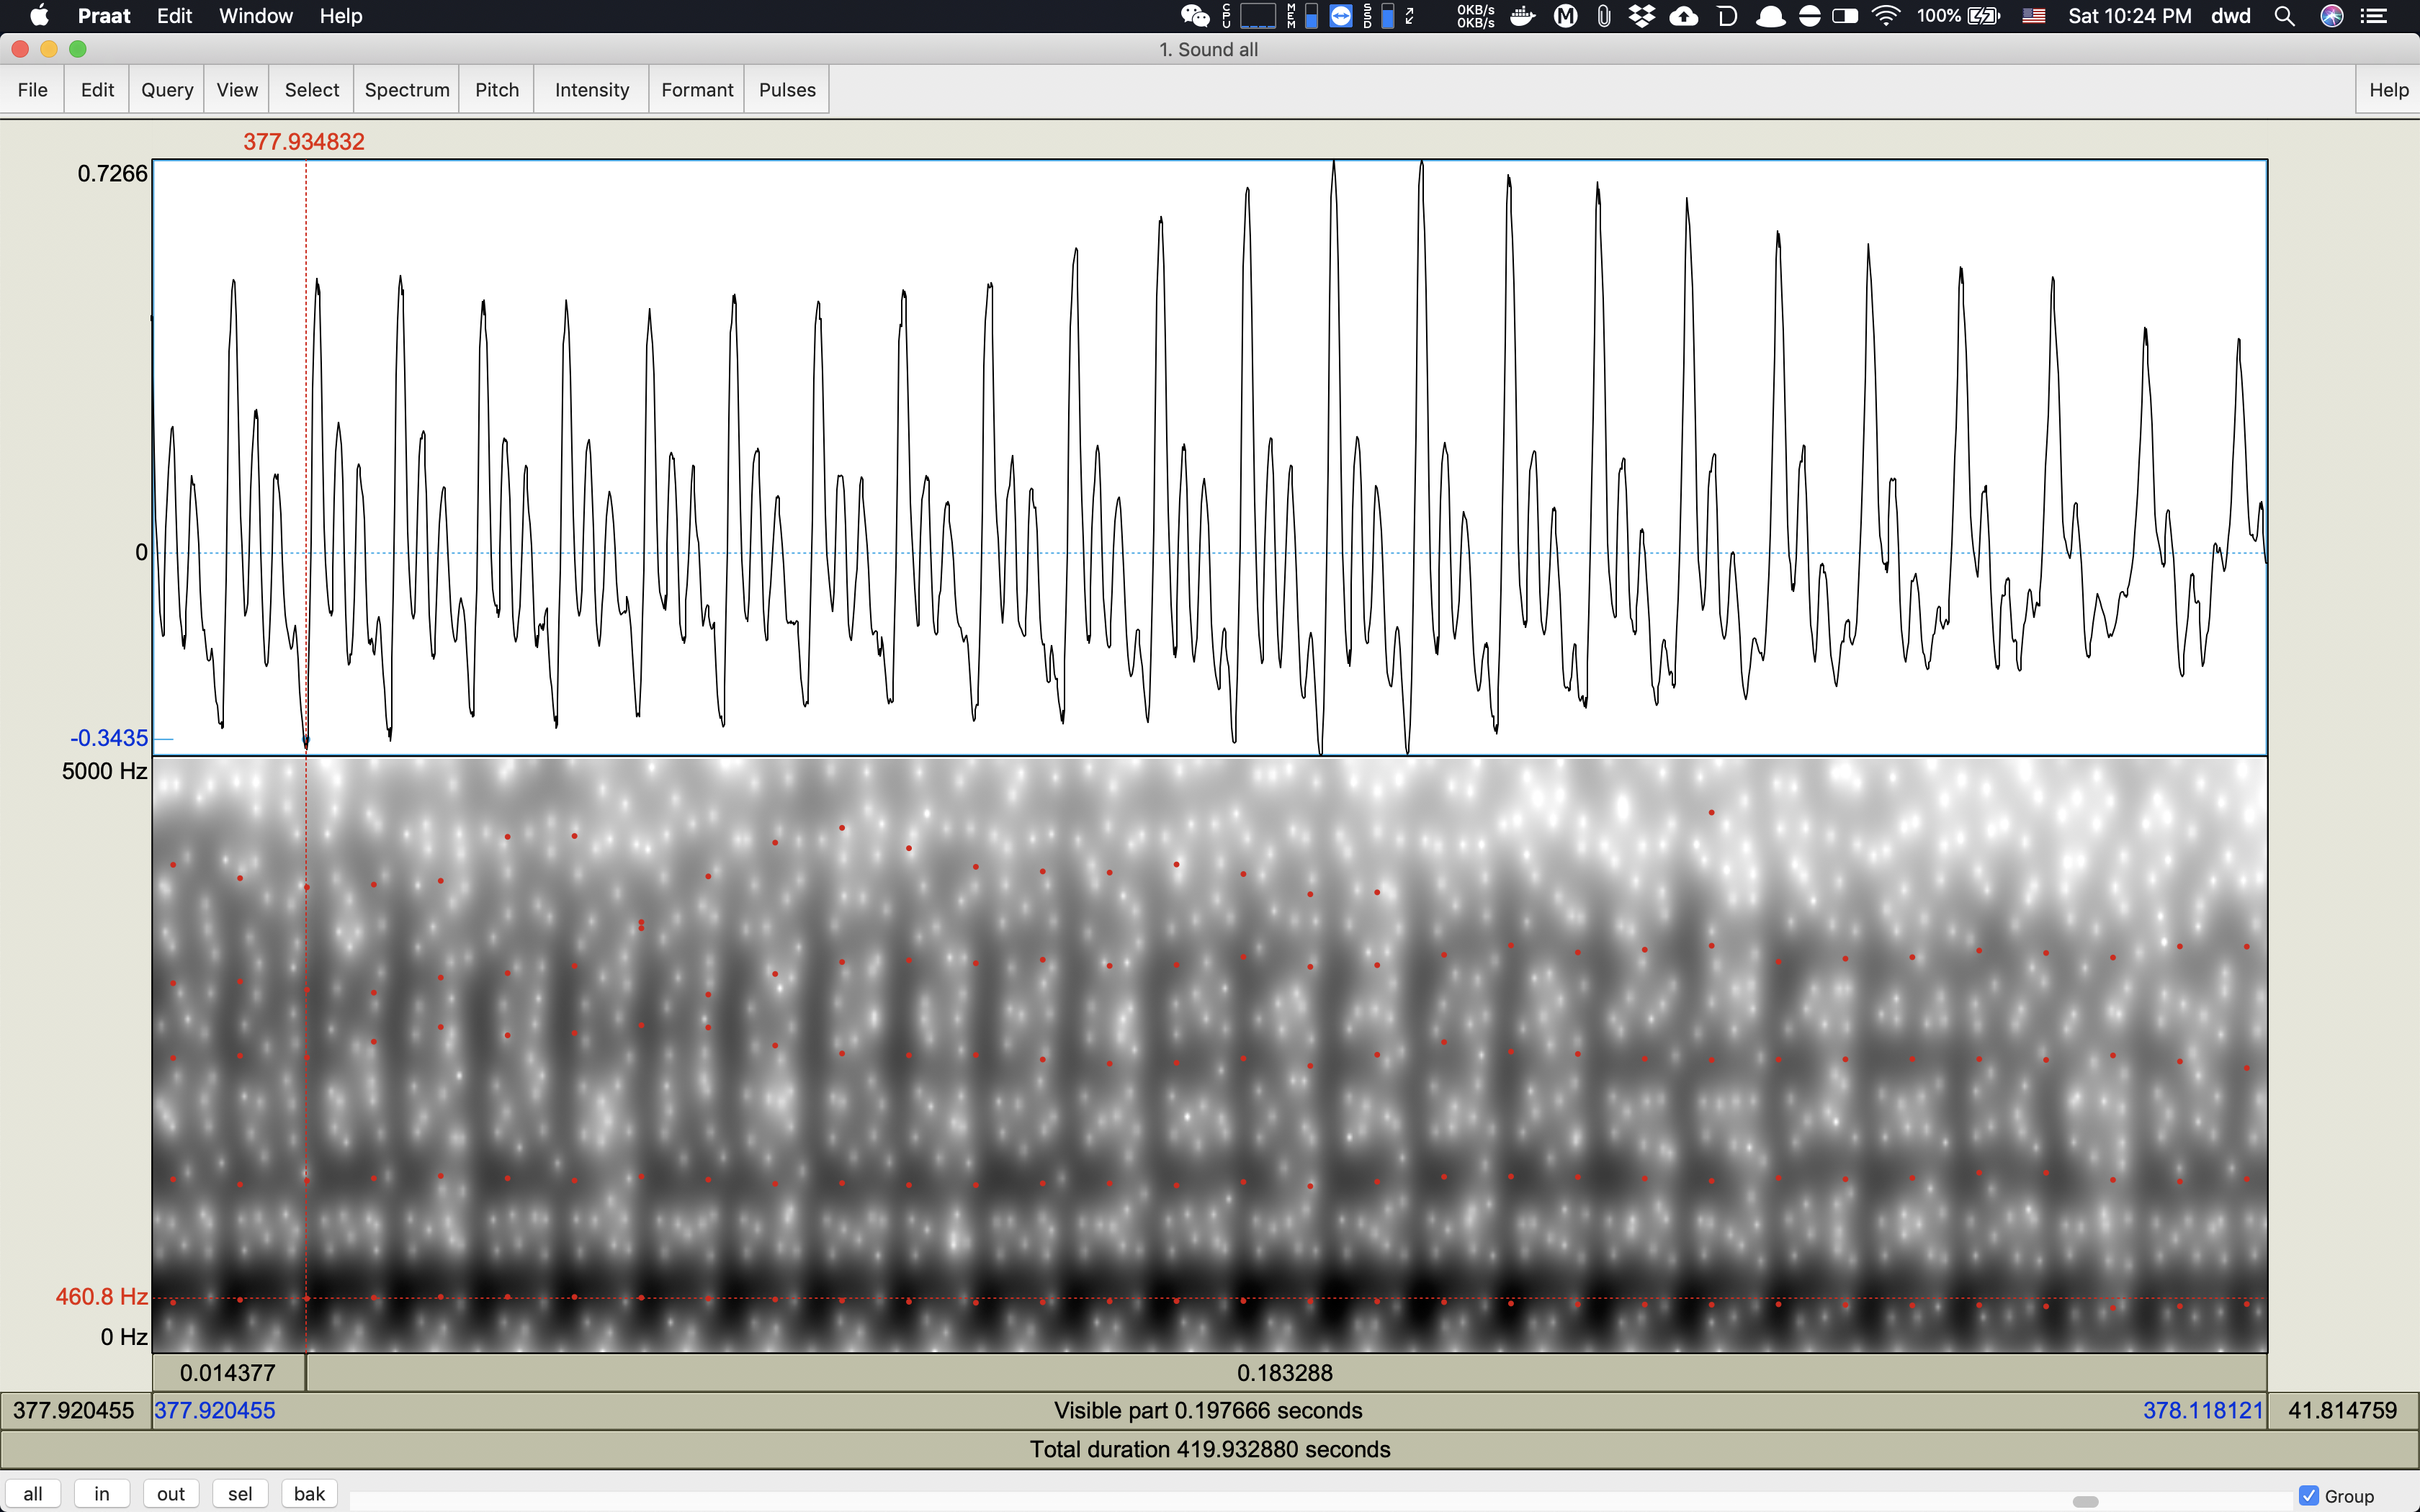 Praat Edit Window Help CPU MEM SSD 0KB/s 0KB/s 100% Sat 10:24 PM dwd
1. Sound all
File Edit Query View Select Spectrum Pitch Intensity Formant Pulses Help
377.934832
0.7266
0
-0.3435
5000 Hz
460.8 Hz
0 Hz
0.014377 0.183288
377.920455 377.920455 Visible part 0.197666 seconds 378.118121 41.814759
Total duration 419.932880 seconds
all in out sel bak Group